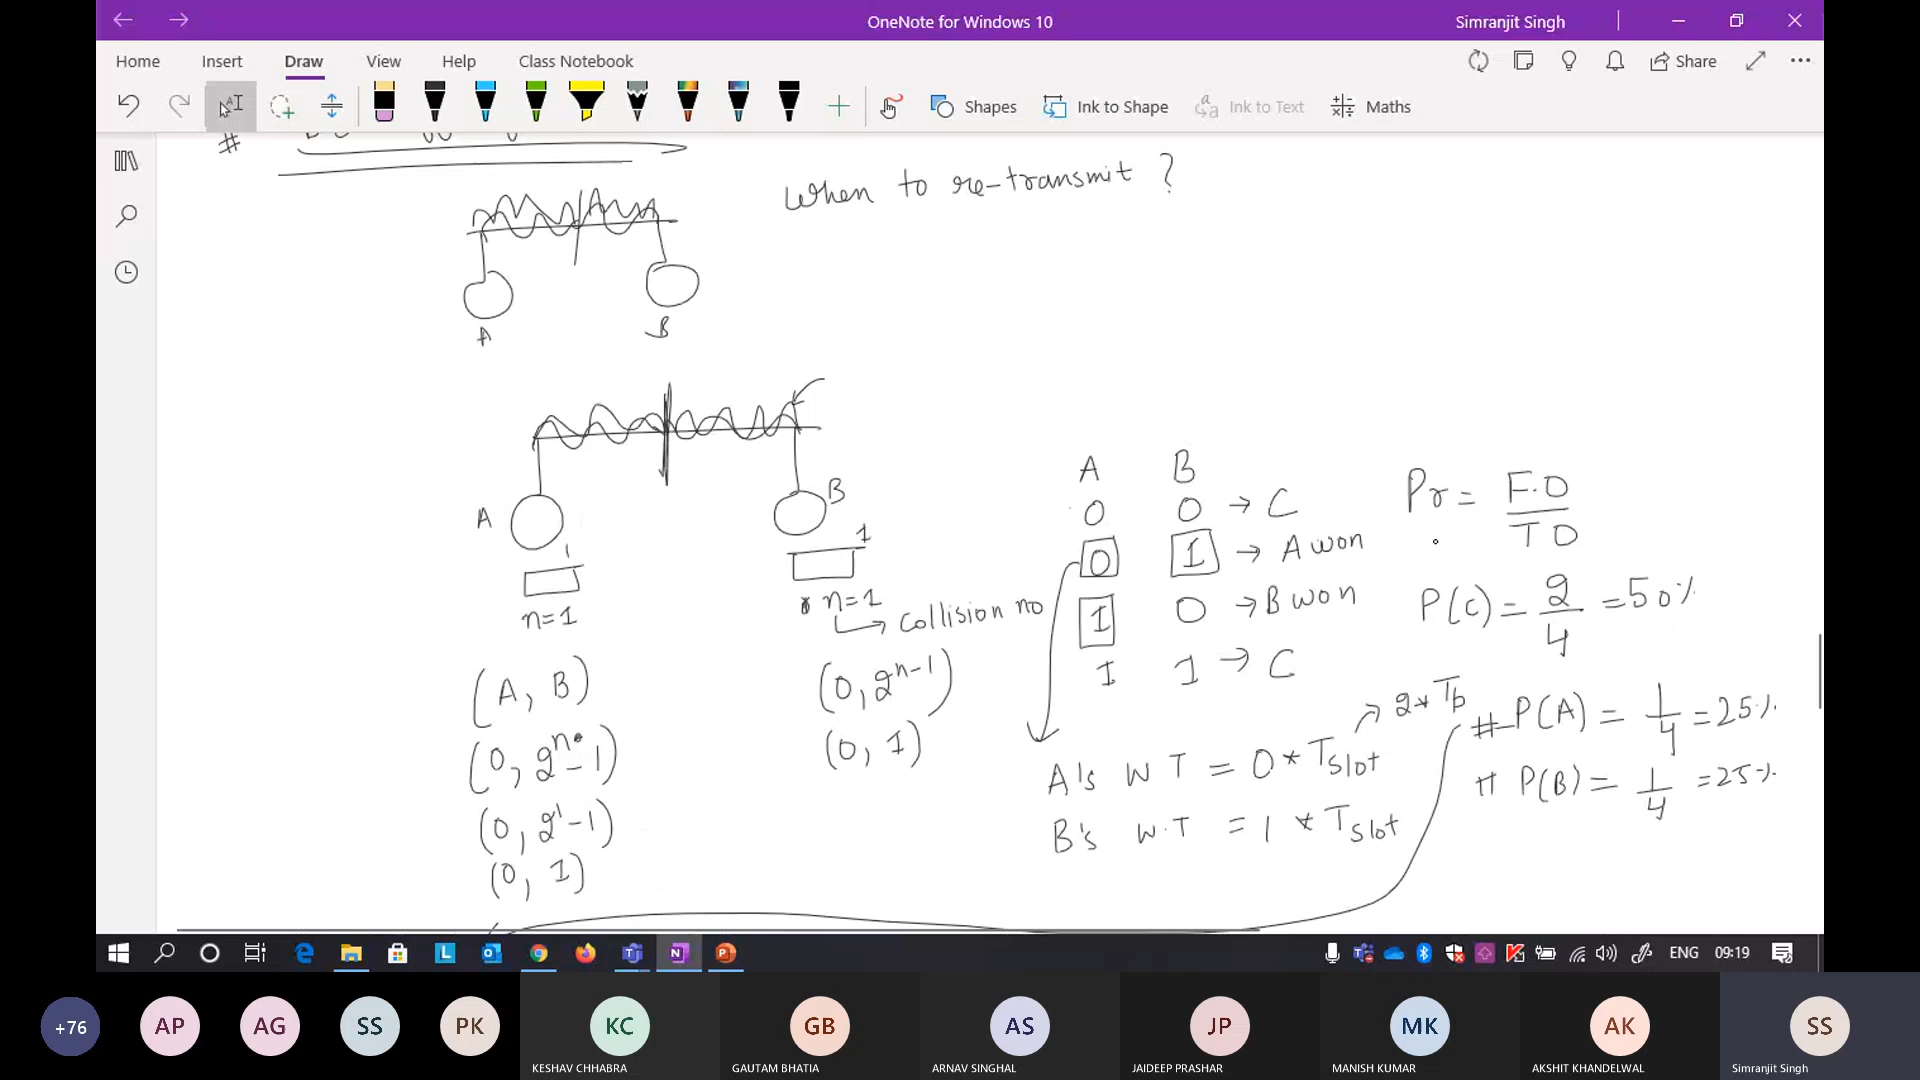 OneNote for Windows 10
Simranjit Singh
Home
Insert
Draw
View
Help
Class Notebook
Share
Shapes
Ink to Shape
Ink to Text
Maths
#
When to re-transmit ?
A
B
A
B
1
1
n=1
n=1
Collision no
(A, B)
(0, 2^n-1)
(0, 2^1-1)
(0, 1)
(0, 2^n-1)
(0, 1)
A B
0 0 → C
0 1 → A won
1 0 → B won
1 1 → C
Pr = F.O / T O
P(C) = 2/4 = 50%
2 * Tp
# P(A) = 1/4 = 25%
# P(B) = 1/4 = 25%
A's W T = 0 * Tslot
B's W.T = 1 * Tslot
ENG
09:19
+76
AP
AG
SS
PK
KC
KESHAV CHHABRA
GB
GAUTAM BHATIA
AS
ARNAV SINGHAL
JP
JAIDEEP PRASHAR
MK
MANISH KUMAR
AK
AKSHIT KHANDELWAL
SS
Simranjit Singh